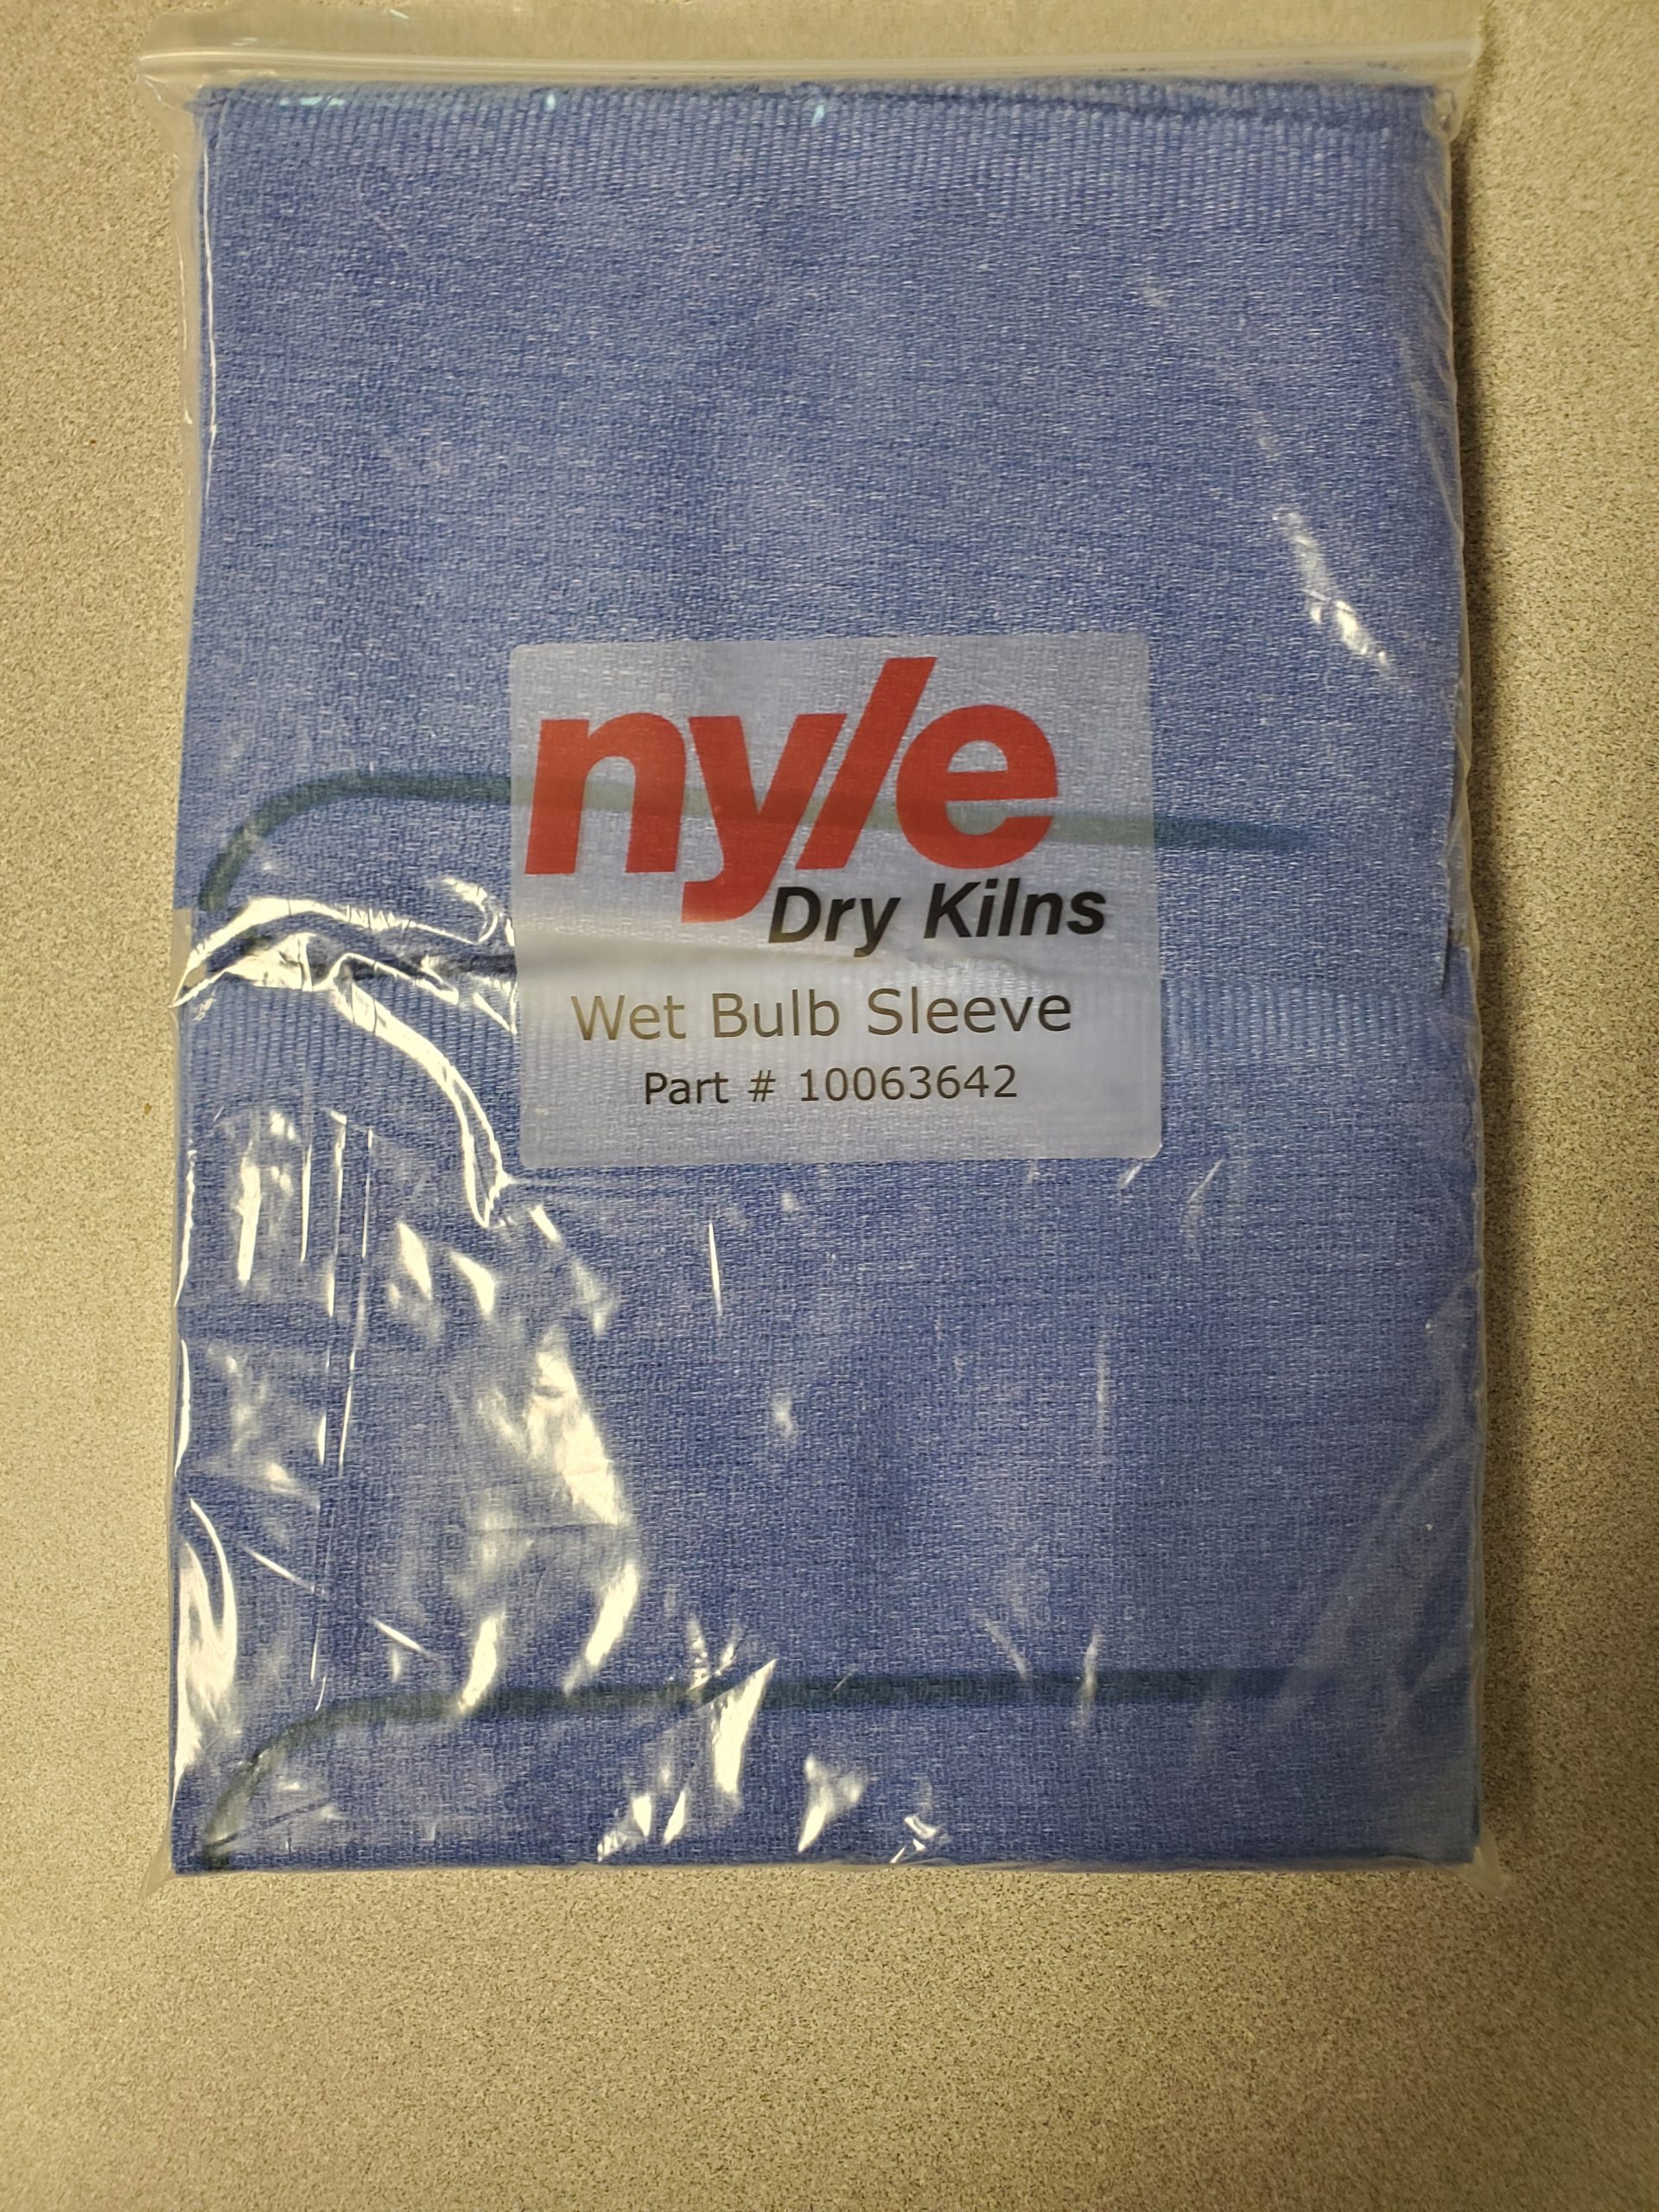 nyle
Dry Kilns
Wet Bulb Sleeve
Part # 10063642